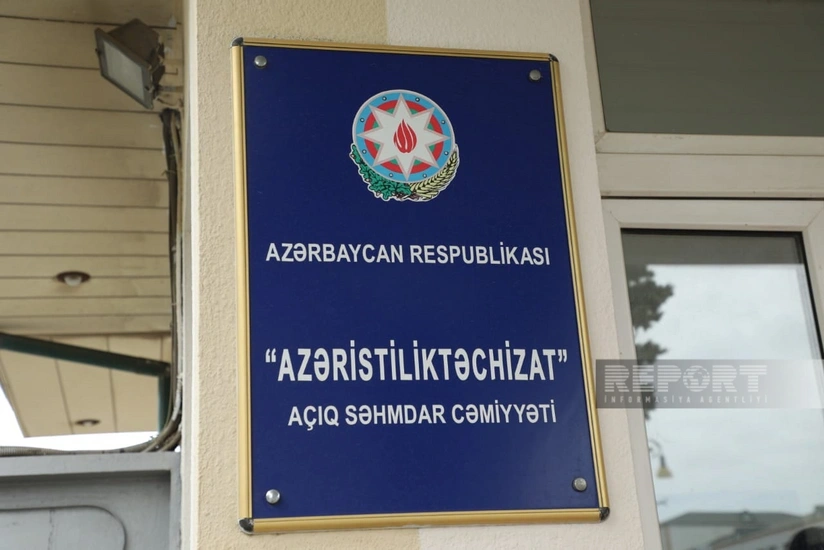 AZƏRBAYCAN RESPUBLİKASI
“AZƏRİSTİLİKTƏCHİZAT”
AÇIQ SƏHMDAR CƏMİYYƏTİ
REPORT
İNFORMASİYA AGENTLİYİ